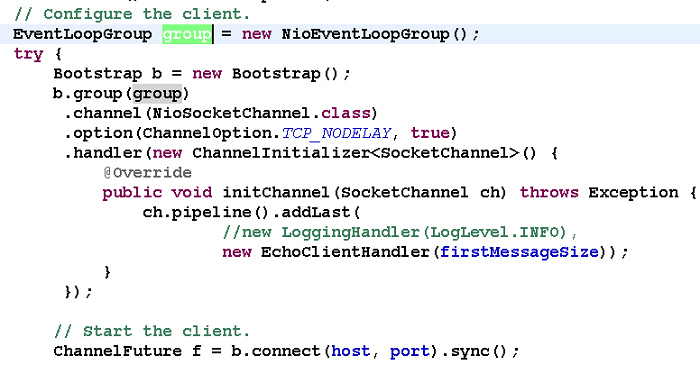 // Configure the client.
EventLoopGroup group = new NioEventLoopGroup();
try {
Bootstrap b = new Bootstrap();
b.group(group)
.channel(NioSocketChannel.class)
.option(ChannelOption.TCP_NODELAY, true)
.handler(new ChannelInitializer<SocketChannel>() {
@Override
public void initChannel(SocketChannel ch) throws Exception {
ch.pipeline().addLast(
//new LoggingHandler(LogLevel.INFO),
new EchoClientHandler(firstMessageSize));
}
});
// Start the client.
ChannelFuture f = b.connect(host, port).sync();